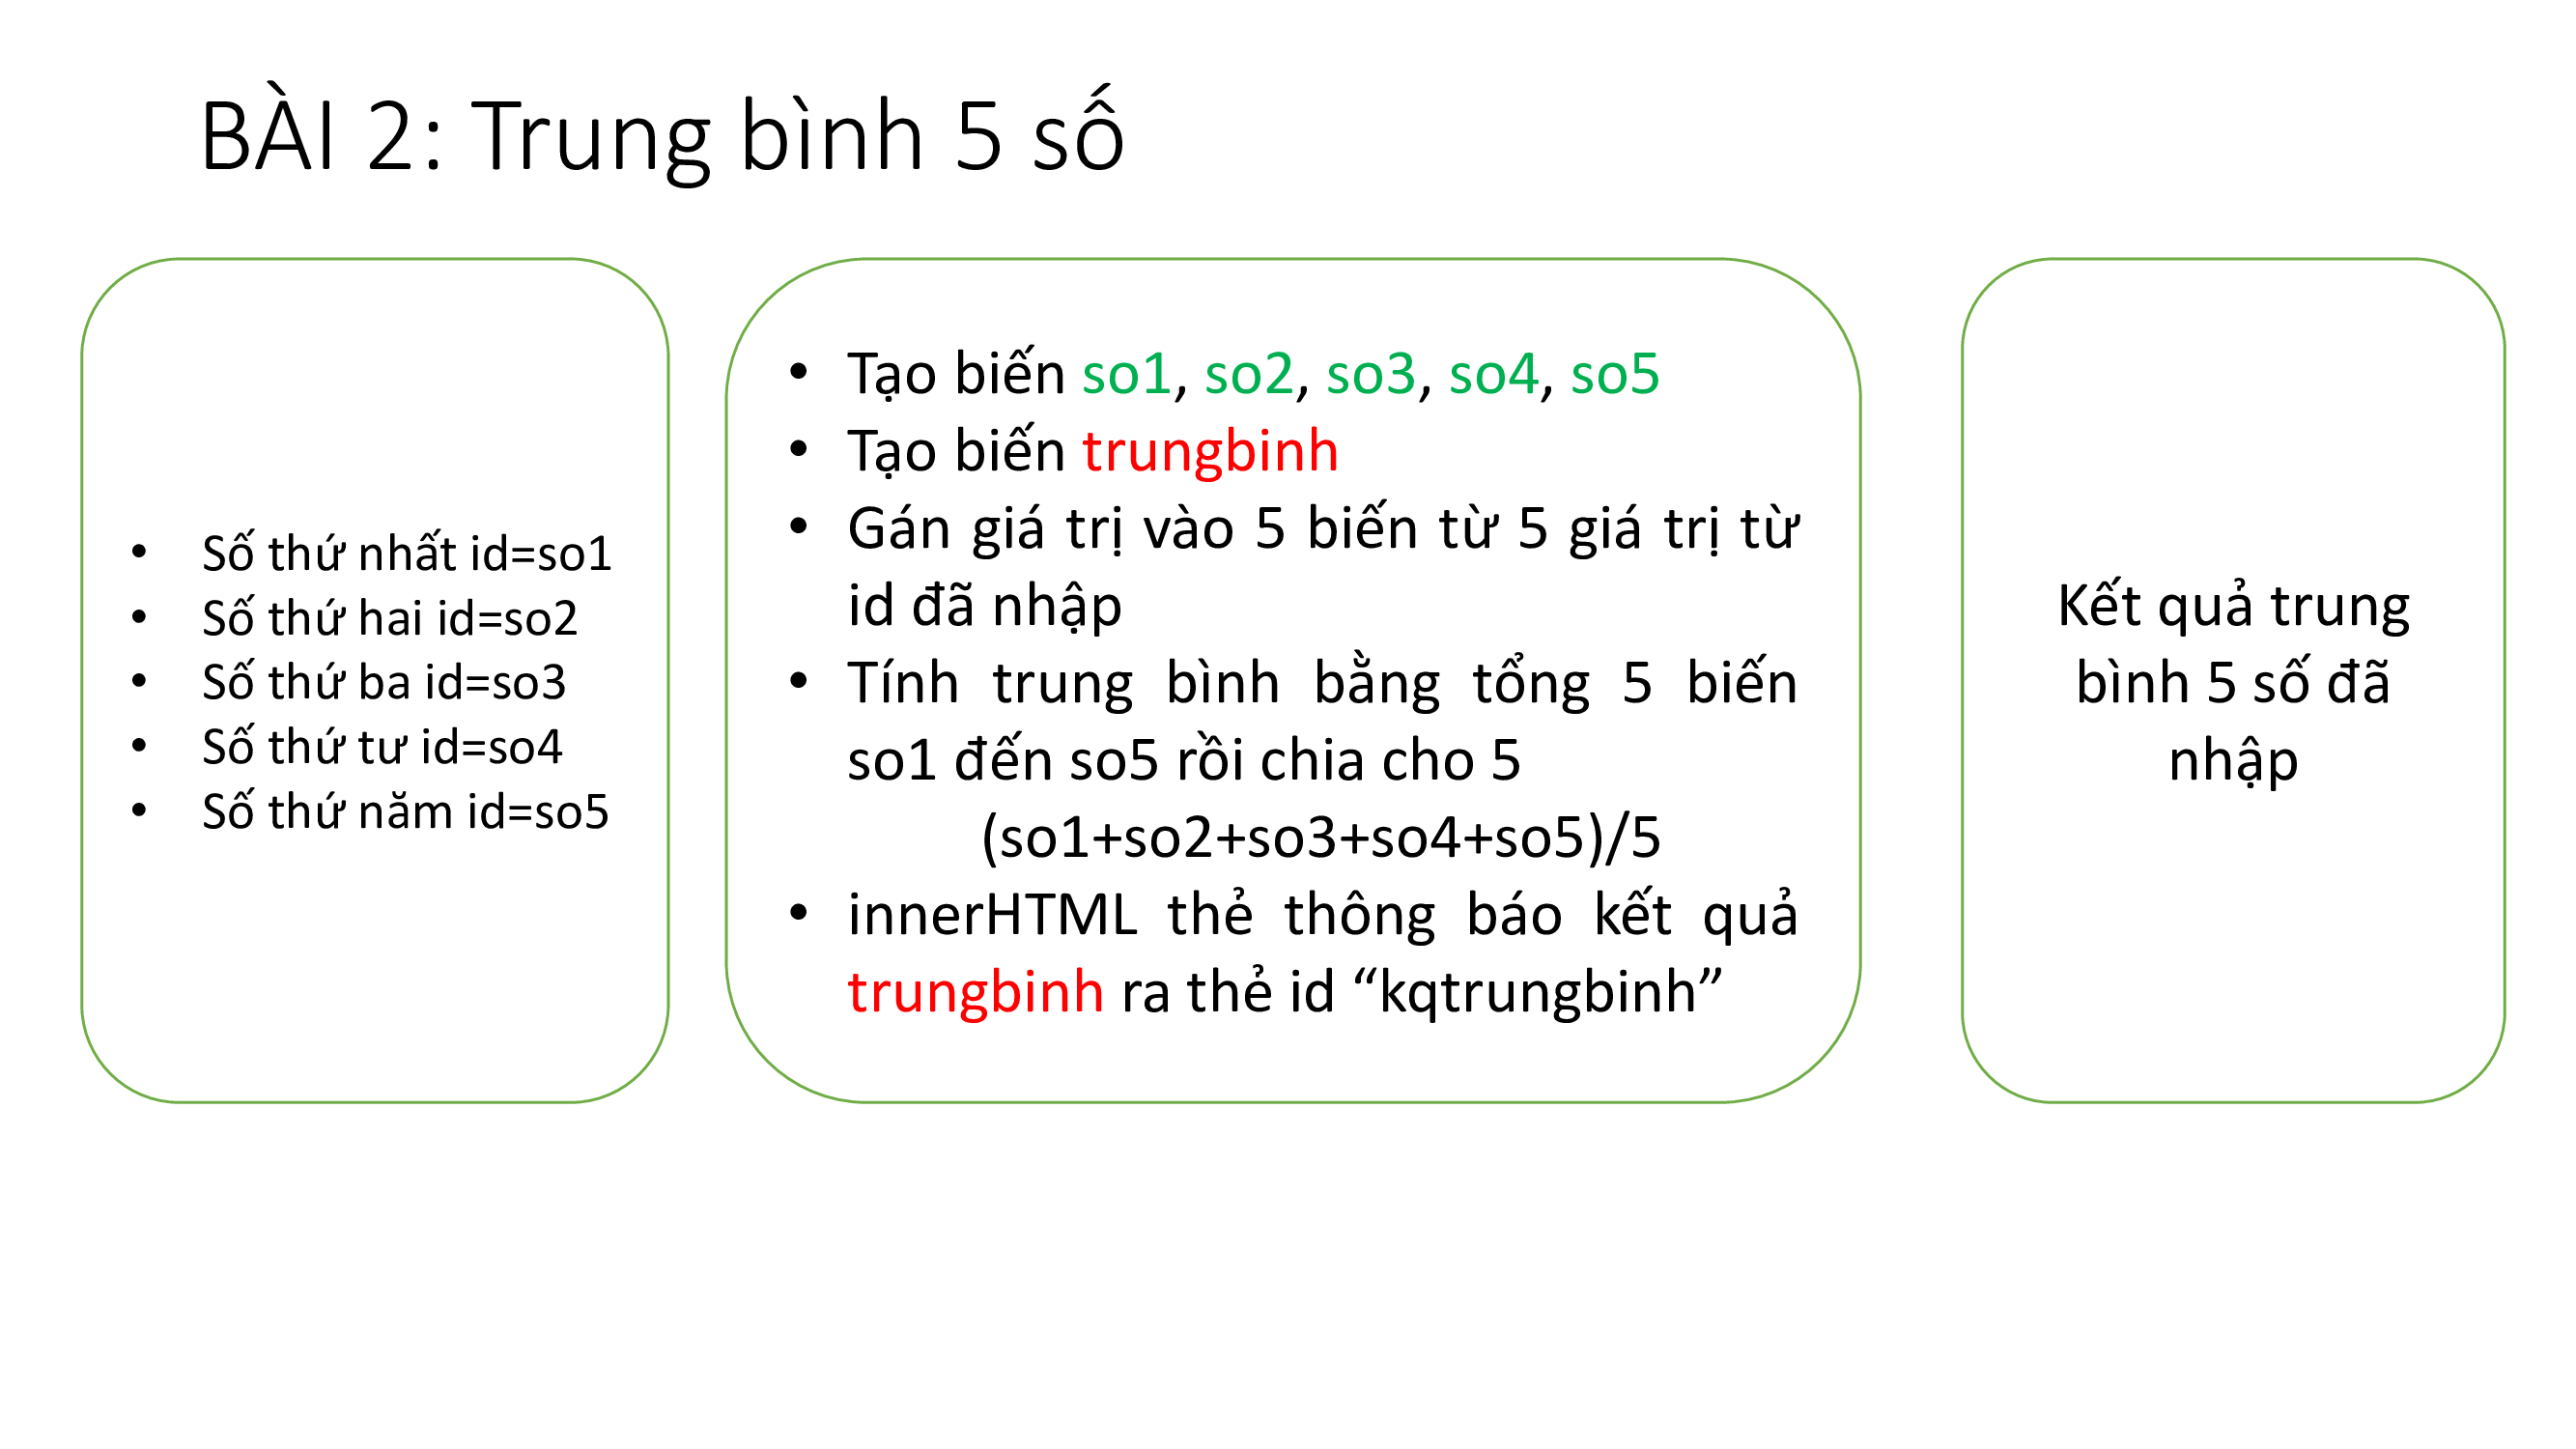 BÀI 2: Trung bình 5 số
• Số thứ nhất id=so1
• Số thứ hai id=so2
• Số thứ ba id=so3
• Số thứ tư id=so4
• Số thứ năm id=so5
• Tạo biến so1, so2, so3, so4, so5
• Tạo biến trungbinh
• Gán giá trị vào 5 biến từ 5 giá trị từ
id đã nhập
• Tính trung bình bằng tổng 5 biến
so1 đến so5 rồi chia cho 5
(so1+so2+so3+so4+so5)/5
• innerHTML thẻ thông báo kết quả
trungbinh ra thẻ id “kqtrungbinh”
Kết quả trung
bình 5 số đã
nhập